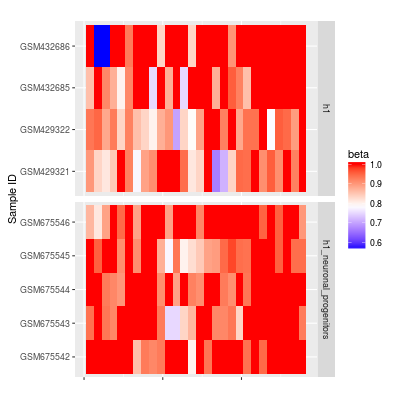 GSM432686
GSM432685
GSM429322
GSM429321
h1
GSM675546
GSM675545
GSM675544
GSM675543
GSM675542
h1_neuronal_progenitors
Sample ID
beta
1.0
0.9
0.8
0.7
0.6